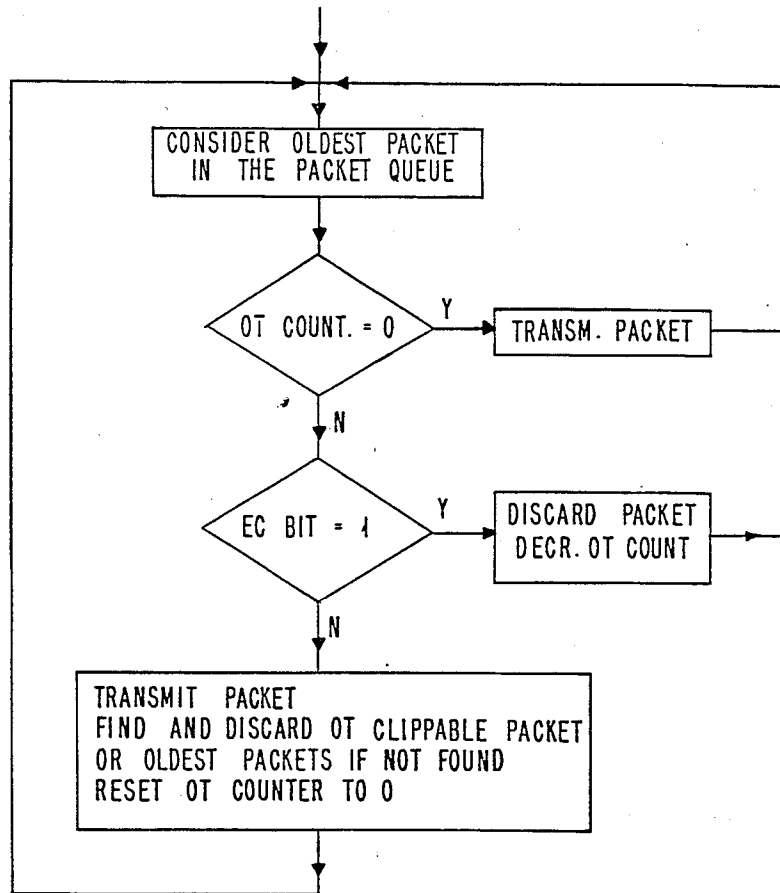 CONSIDER OLDEST PACKET
IN THE PACKET QUEUE
OT COUNT. = 0
Y
TRANSM. PACKET
N
EC BIT = 1
Y
DISCARD PACKET
DECR. OT COUNT
N
TRANSMIT PACKET
FIND AND DISCARD OT CLIPPABLE PACKET
OR OLDEST PACKETS IF NOT FOUND
RESET OT COUNTER TO 0